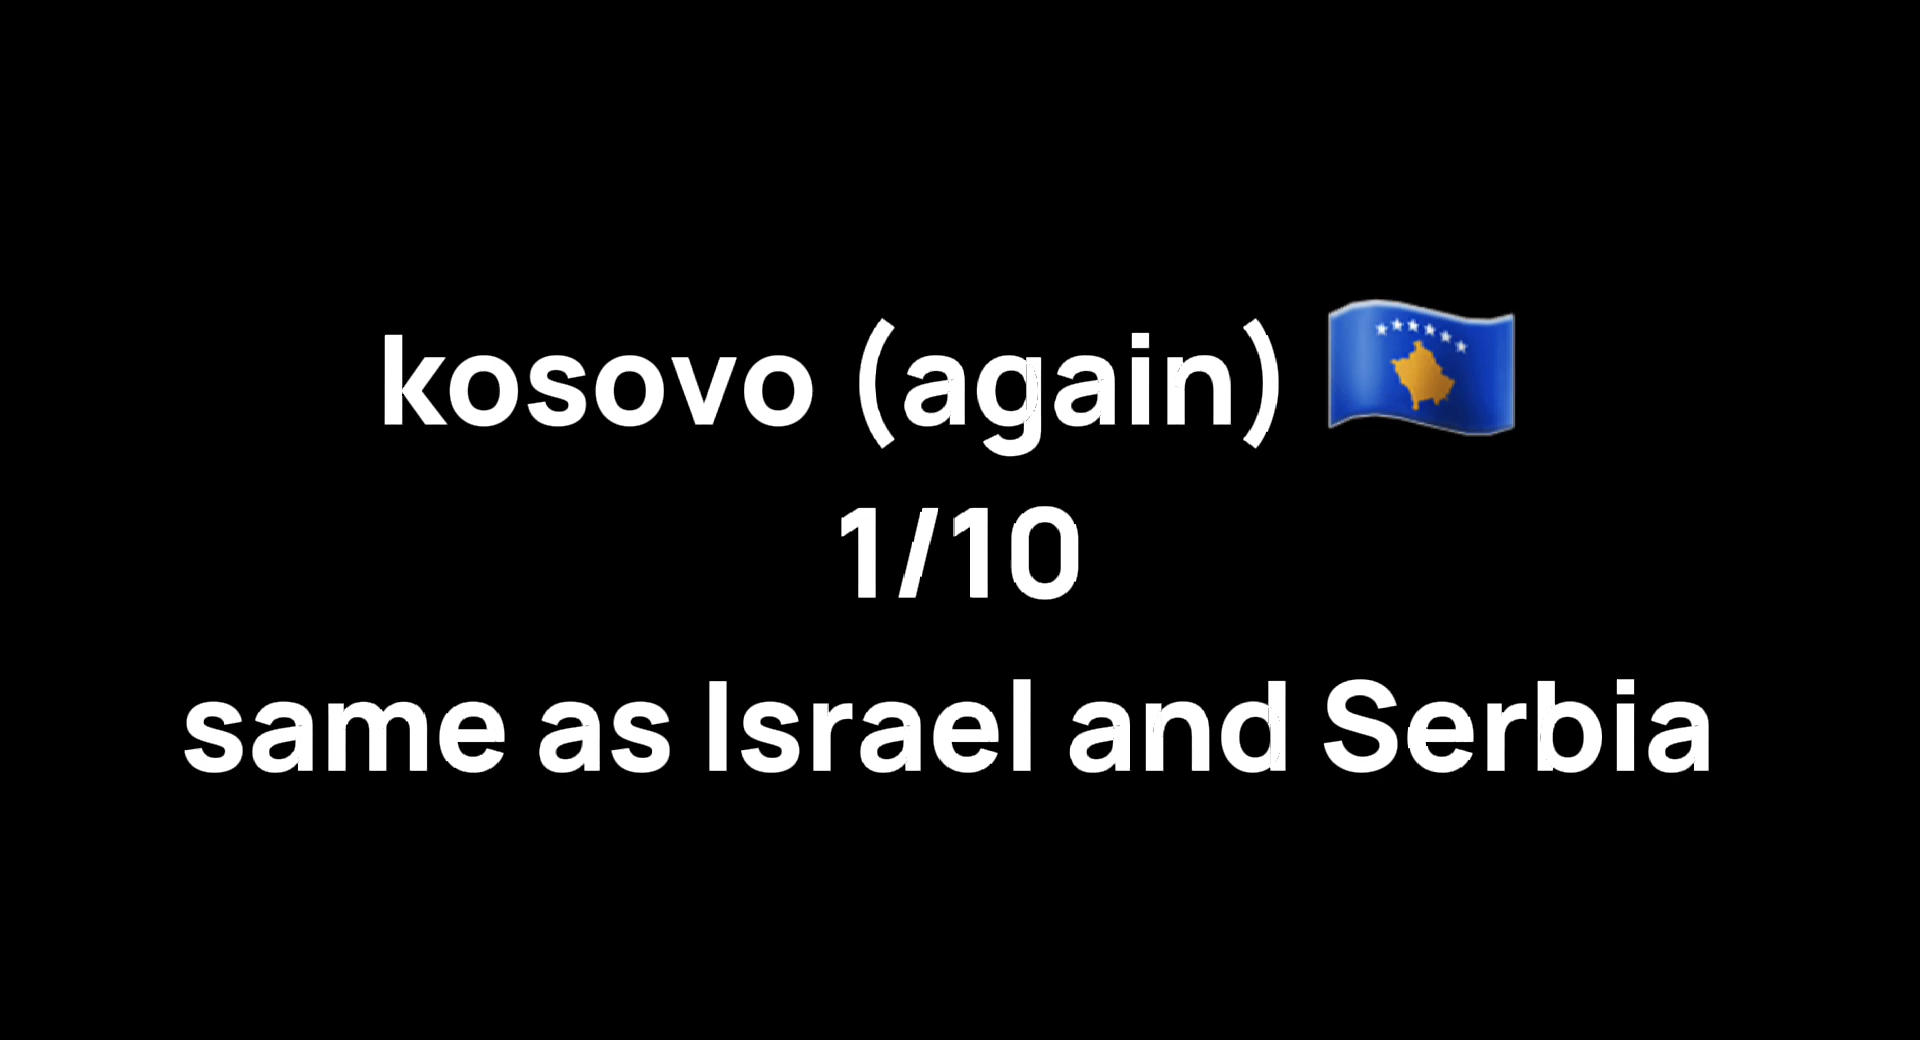 kosovo (again) 🇽🇰
1/10
same as Israel and Serbia